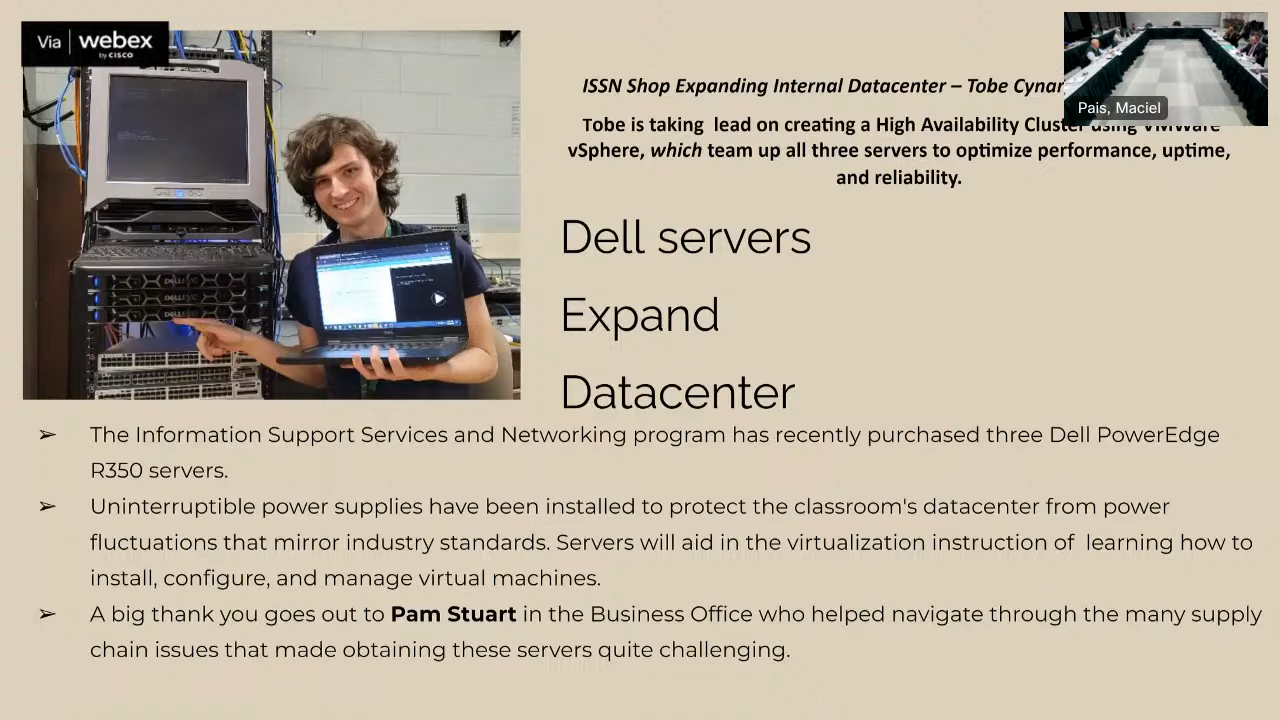 Via | webex
by CISCO
Pais, Maciel
ISSN Shop Expanding Internal Datacenter – Tobe
Tobe is taking  lead on creating a High Availability Cluster using VMware
vSphere, which team up all three servers to optimize performance, uptime,
and reliability.
Dell servers
Expand
Datacenter
➢ The Information Support Services and Networking program has recently purchased three Dell PowerEdge
R350 servers.
➢ Uninterruptible power supplies have been installed to protect the classroom's datacenter from power
fluctuations that mirror industry standards. Servers will aid in the virtualization instruction of  learning how to
install, configure, and manage virtual machines.
➢ A big thank you goes out to Pam Stuart in the Business Office who helped navigate through the many supply
chain issues that made obtaining these servers quite challenging.